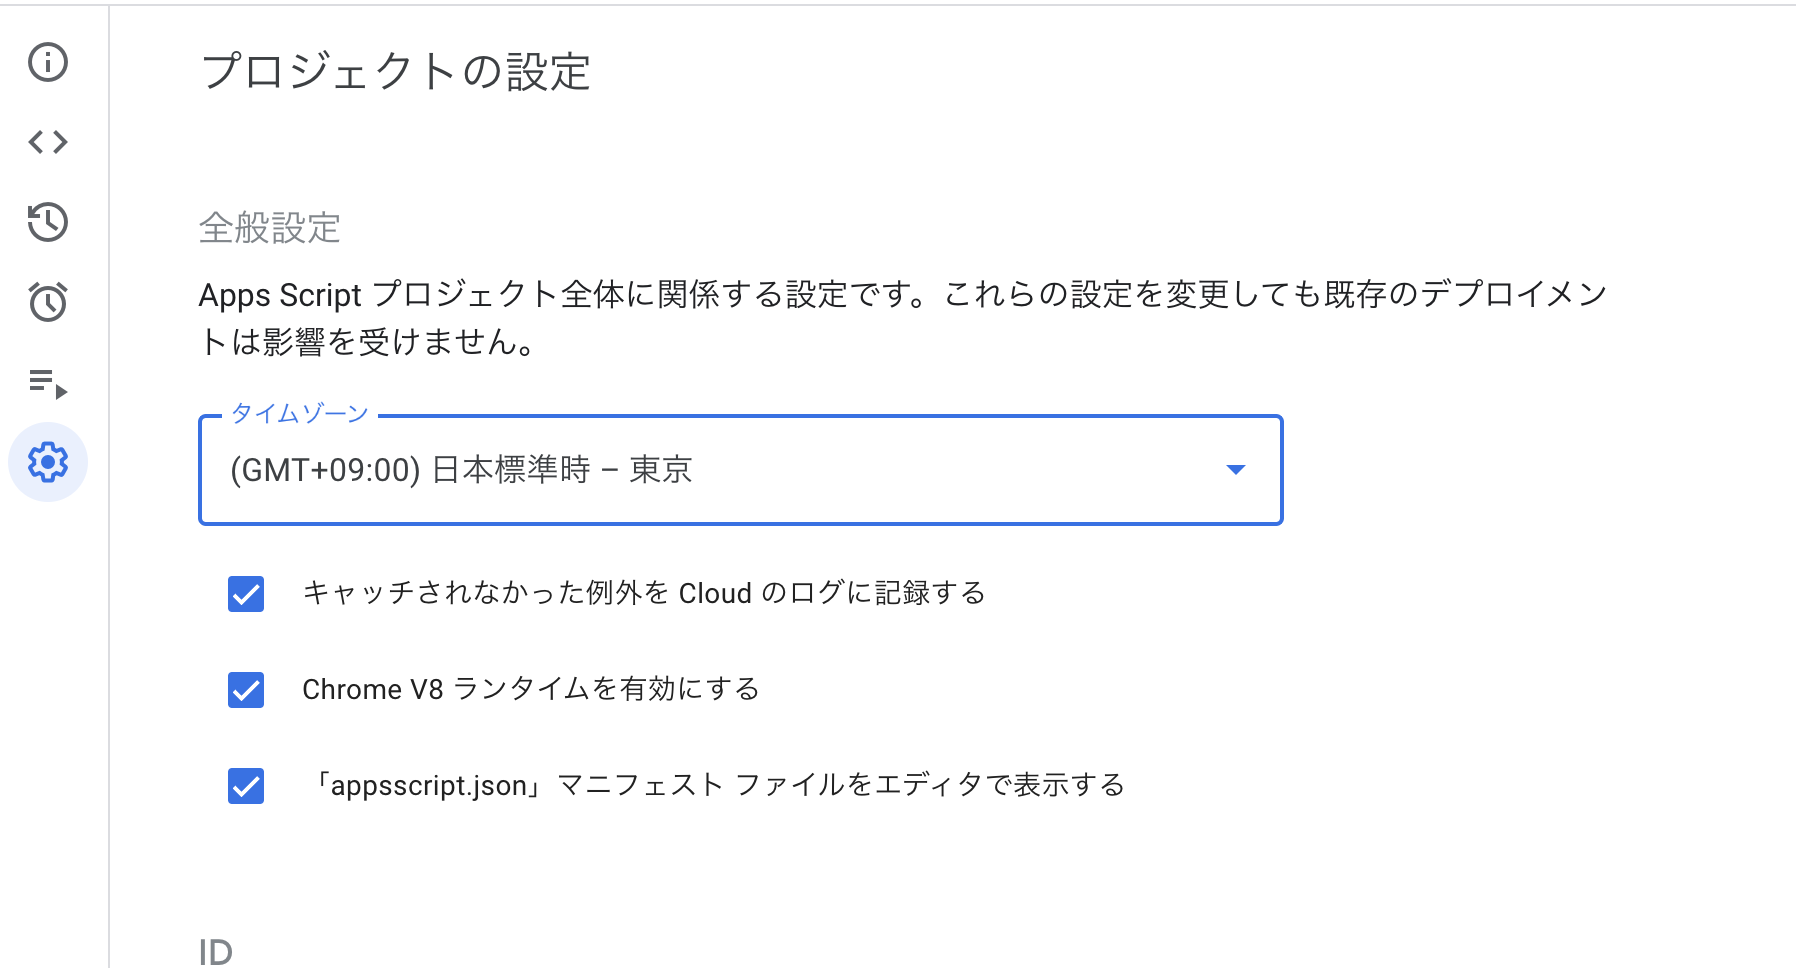 プロジェクトの設定
全般設定
Apps Script プロジェクト全体に関係する設定です。これらの設定を変更しても既存のデプロイメン
トは影響を受けません。
タイムゾーン
(GMT+09:00) 日本標準時 – 東京
キャッチされなかった例外を Cloud のログに記録する
Chrome V8 ランタイムを有効にする
「appsscript.json」マニフェスト ファイルをエディタで表示する
ID